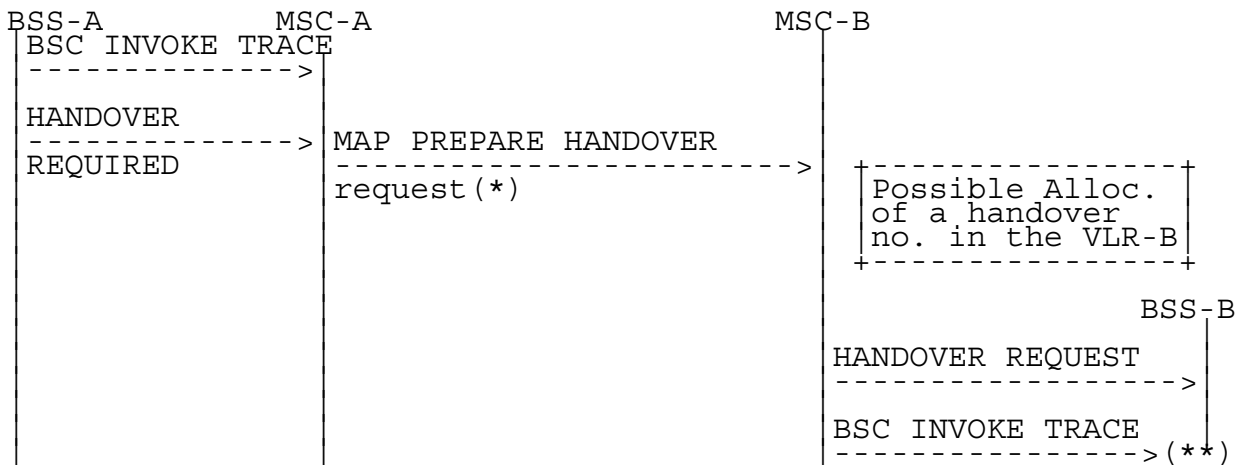 BSS-A MSC-A MSC-B
BSC INVOKE TRACE
HANDOVER
MAP PREPARE HANDOVER
REQUIRED
request(*)
Possible Alloc.
of a handover
no. in the VLR-B
BSS-B
HANDOVER REQUEST
BSC INVOKE TRACE
(**)